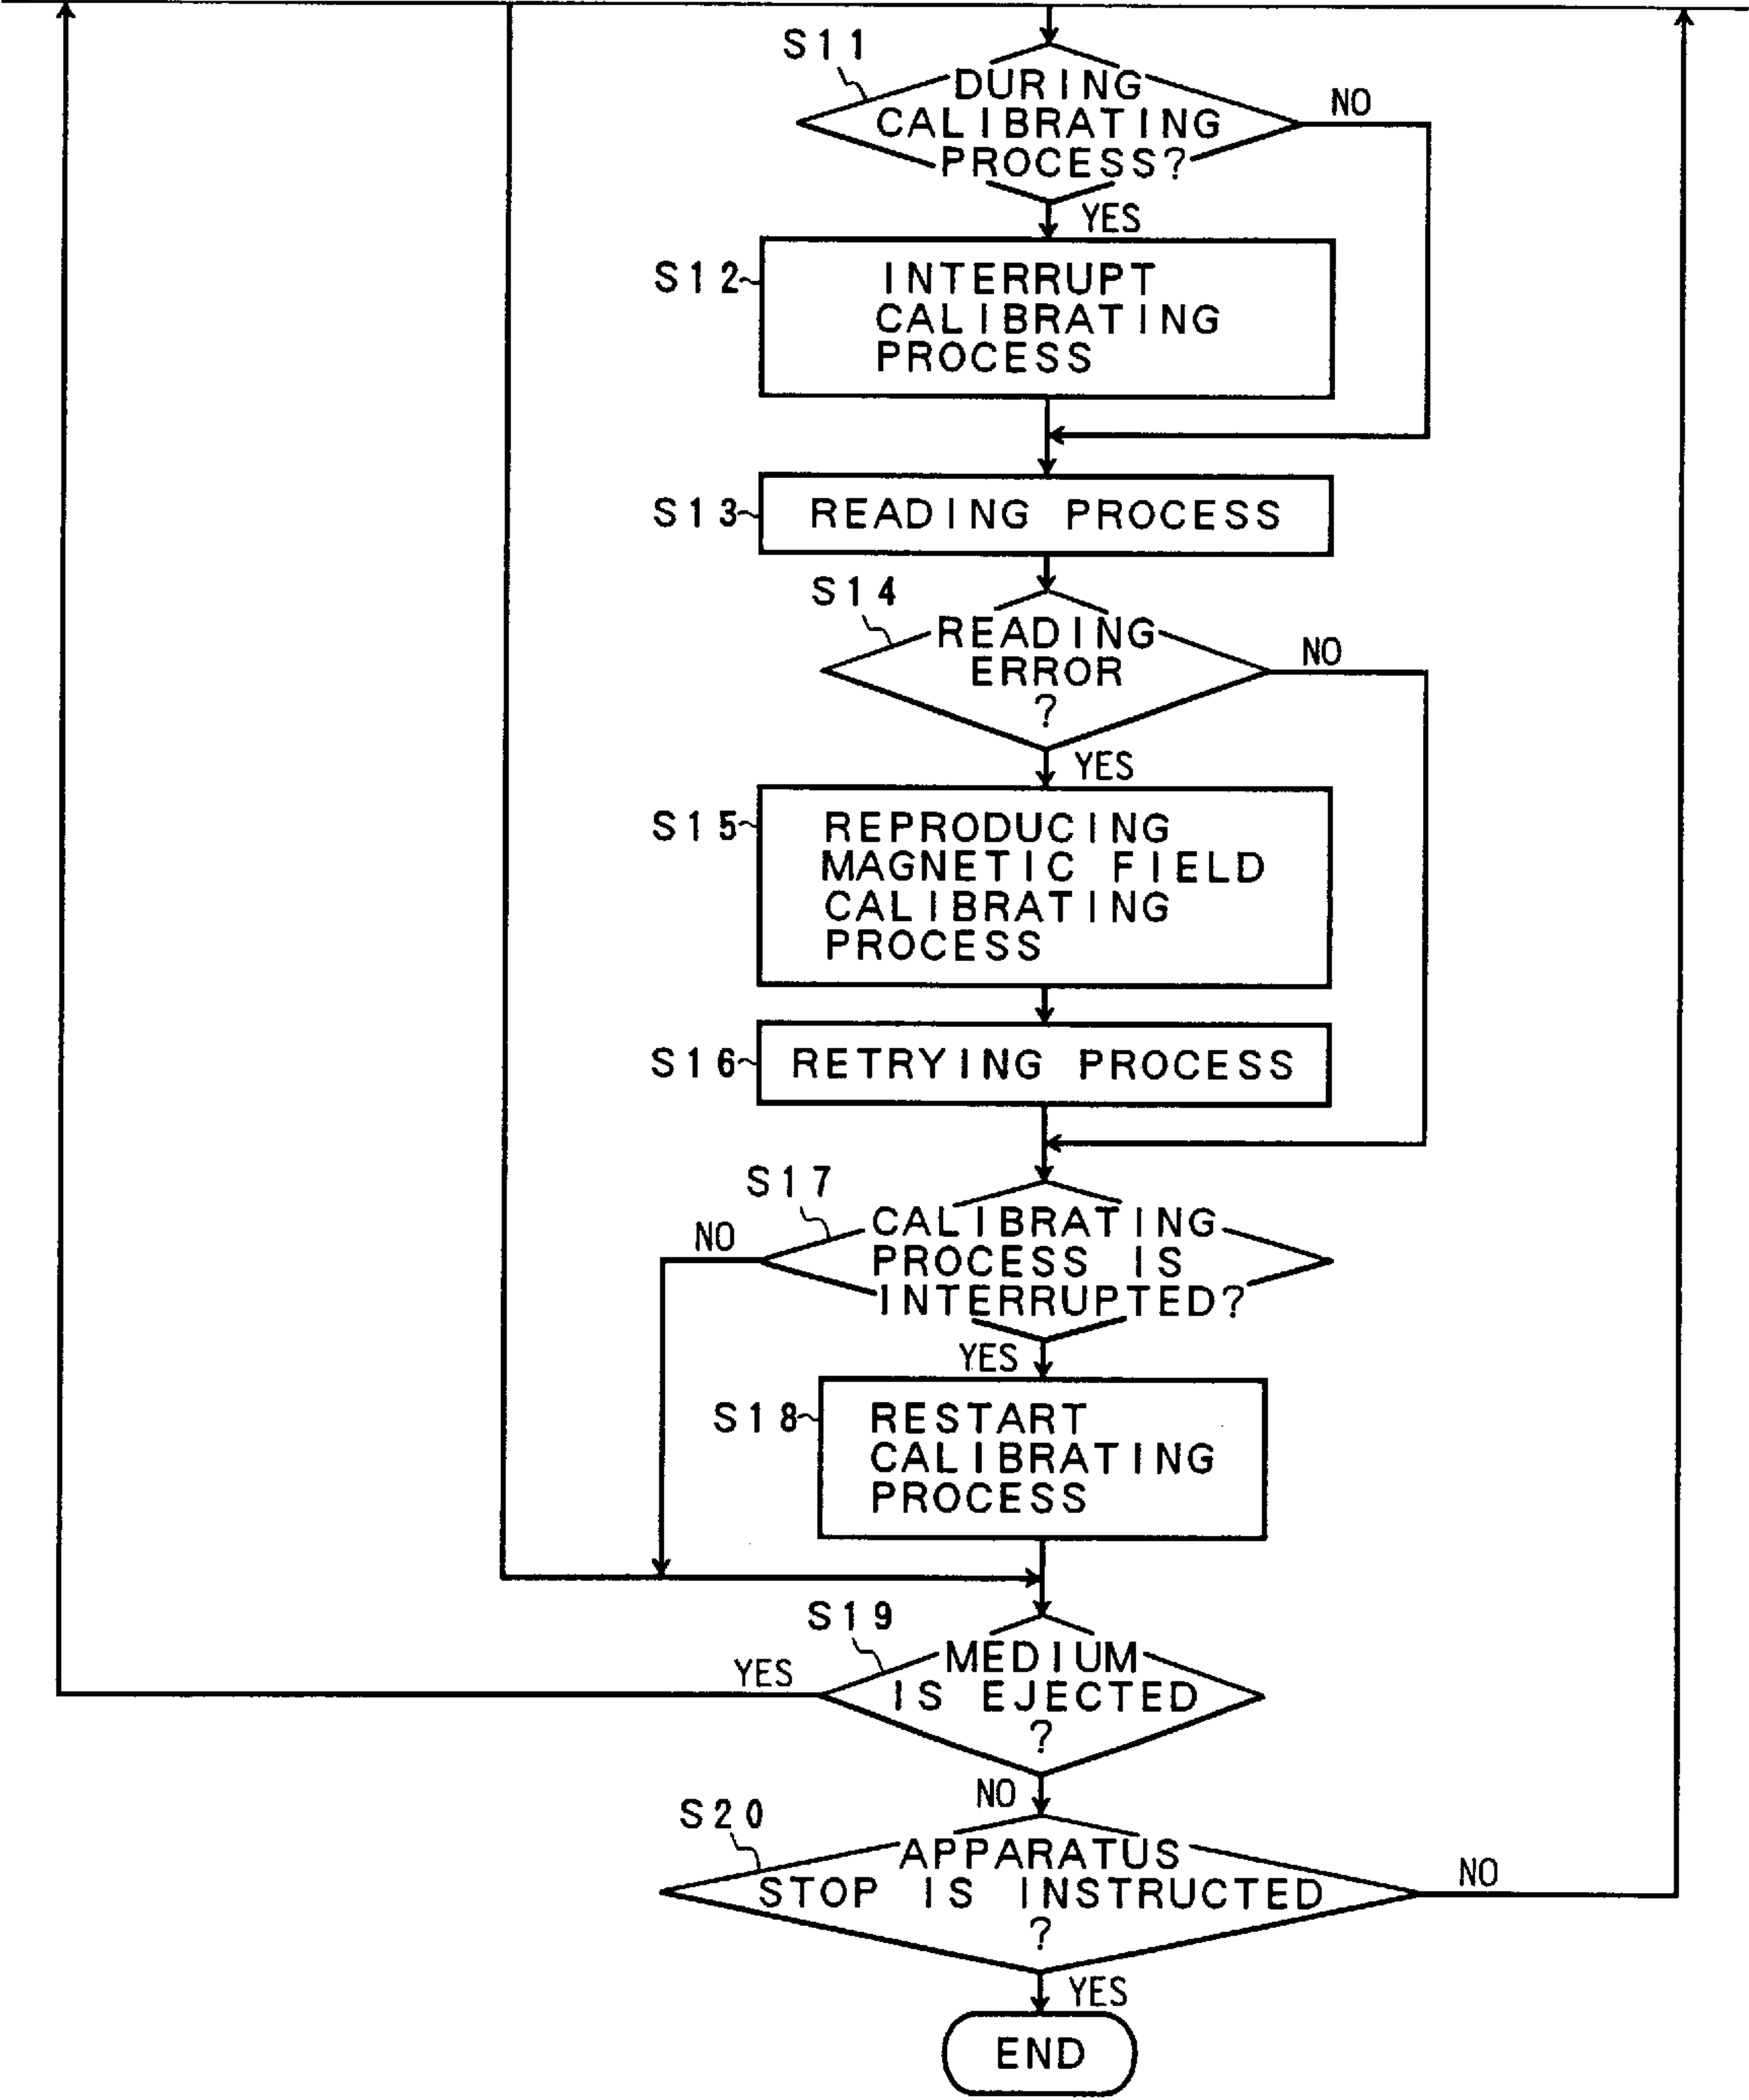 S11
DURING
CALIBRATING
PROCESS?
NO
YES
S12
INTERRUPT
CALIBRATING
PROCESS
S13
READING PROCESS
S14
READING
ERROR
?
NO
YES
S15
REPRODUCING
MAGNETIC FIELD
CALIBRATING
PROCESS
S16
RETRYING PROCESS
S17
CALIBRATING
PROCESS IS
INTERRUPTED?
NO
YES
S18
RESTART
CALIBRATING
PROCESS
S19
MEDIUM
IS EJECTED
?
YES
NO
S20
APPARATUS
STOP IS INSTRUCTED
?
NO
YES
END